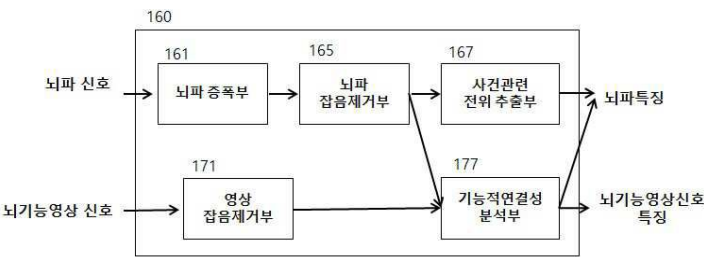 160
161
165
167
뇌파 신호
뇌파 증폭부
뇌파
잡음제거부
사건관련
전위 추출부
뇌파특징
171
177
뇌기능영상 신호
영상
잡음제거부
기능적연결성
분석부
뇌기능영상신호
특징